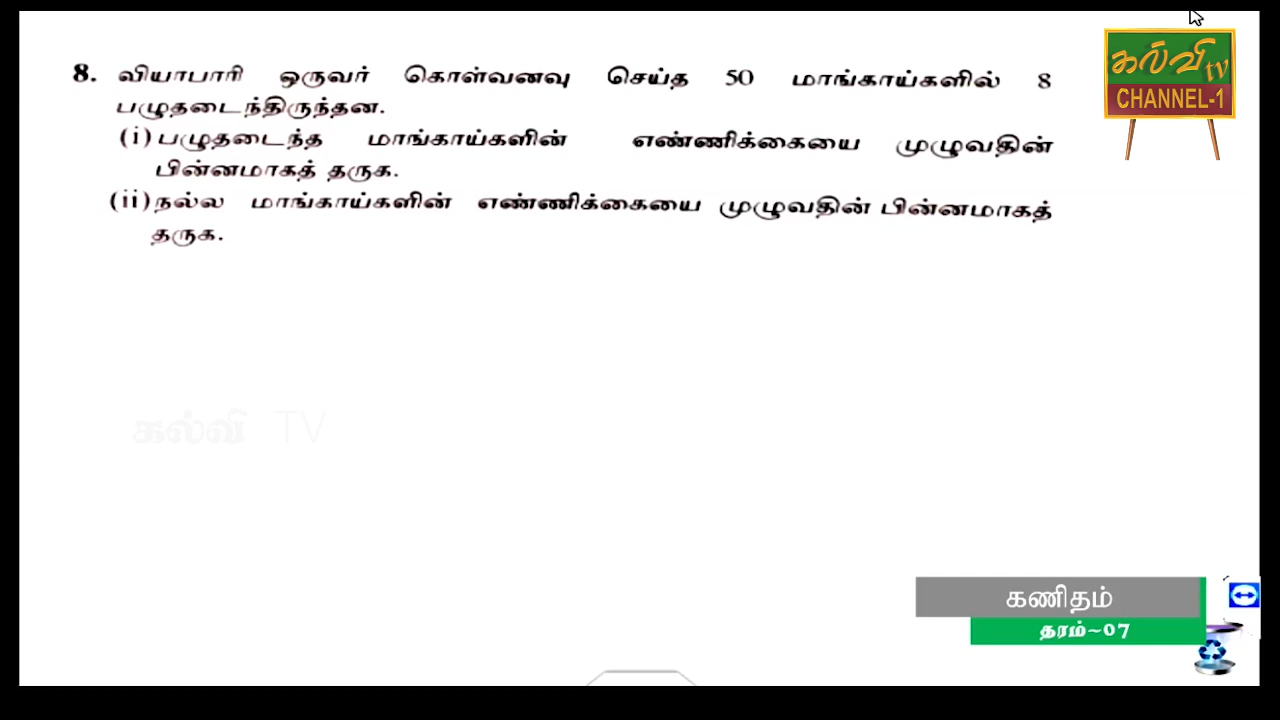 8. வியாபாரி ஒருவர் கொள்வனவு செய்த 50 மாங்காய்களில் 8
பழுதடைந்திருந்தன.
(i) பழுதடைந்த மாங்காய்களின் எண்ணிக்கையை முழுவதின்
பின்னமாகத் தருக.
(ii) நல்ல மாங்காய்களின் எண்ணிக்கையை முழுவதின் பின்னமாகத்
தருக.
கல்வி tv
CHANNEL-1
கல்வி TV
கணிதம்
தரம்-07